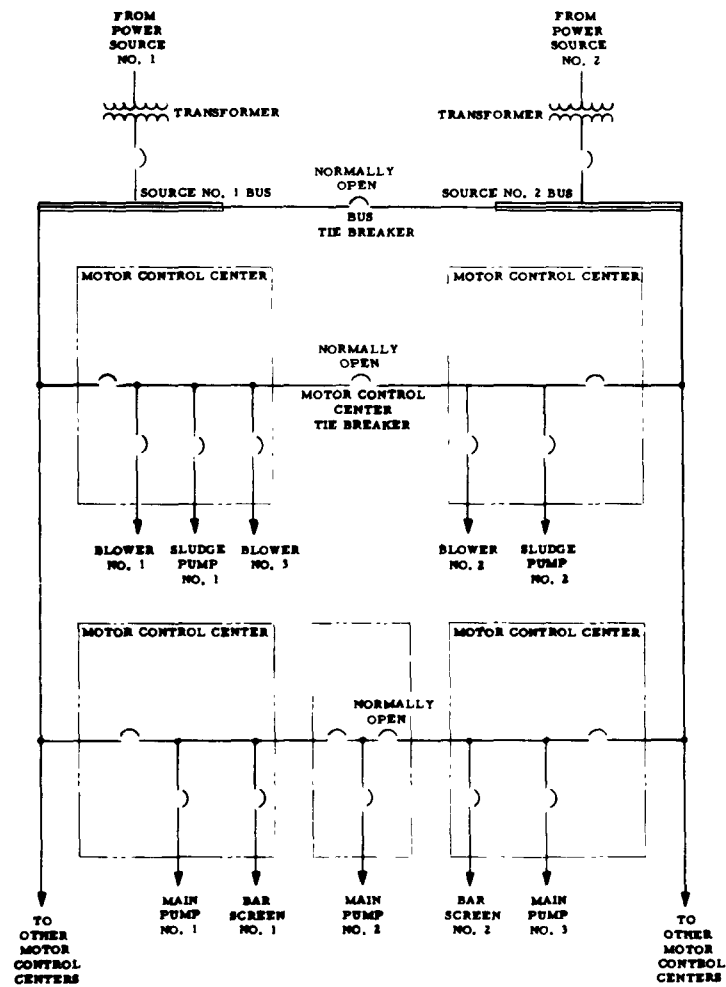 FROM
POWER
SOURCE
NO. 1
FROM
POWER
SOURCE
NO. 2
TRANSFORMER
TRANSFORMER
SOURCE NO. 1 BUS
NORMALLY
OPEN
BUS
TIE BREAKER
SOURCE NO. 2 BUS
MOTOR CONTROL CENTER
MOTOR CONTROL CENTER
NORMALLY
OPEN
MOTOR CONTROL
CENTER
TIE BREAKER
BLOWER
NO. 1
SLUDGE
PUMP
NO. 1
BLOWER
NO. 3
BLOWER
NO. 2
SLUDGE
PUMP
NO. 2
MOTOR CONTROL CENTER
MOTOR CONTROL CENTER
NORMALLY
OPEN
MAIN
PUMP
NO. 1
BAR
SCREEN
NO. 1
MAIN
PUMP
NO. 2
BAR
SCREEN
NO. 2
MAIN
PUMP
NO. 3
TO
OTHER
MOTOR
CONTROL
CENTERS
TO
OTHER
MOTOR
CONTROL
CENTERS